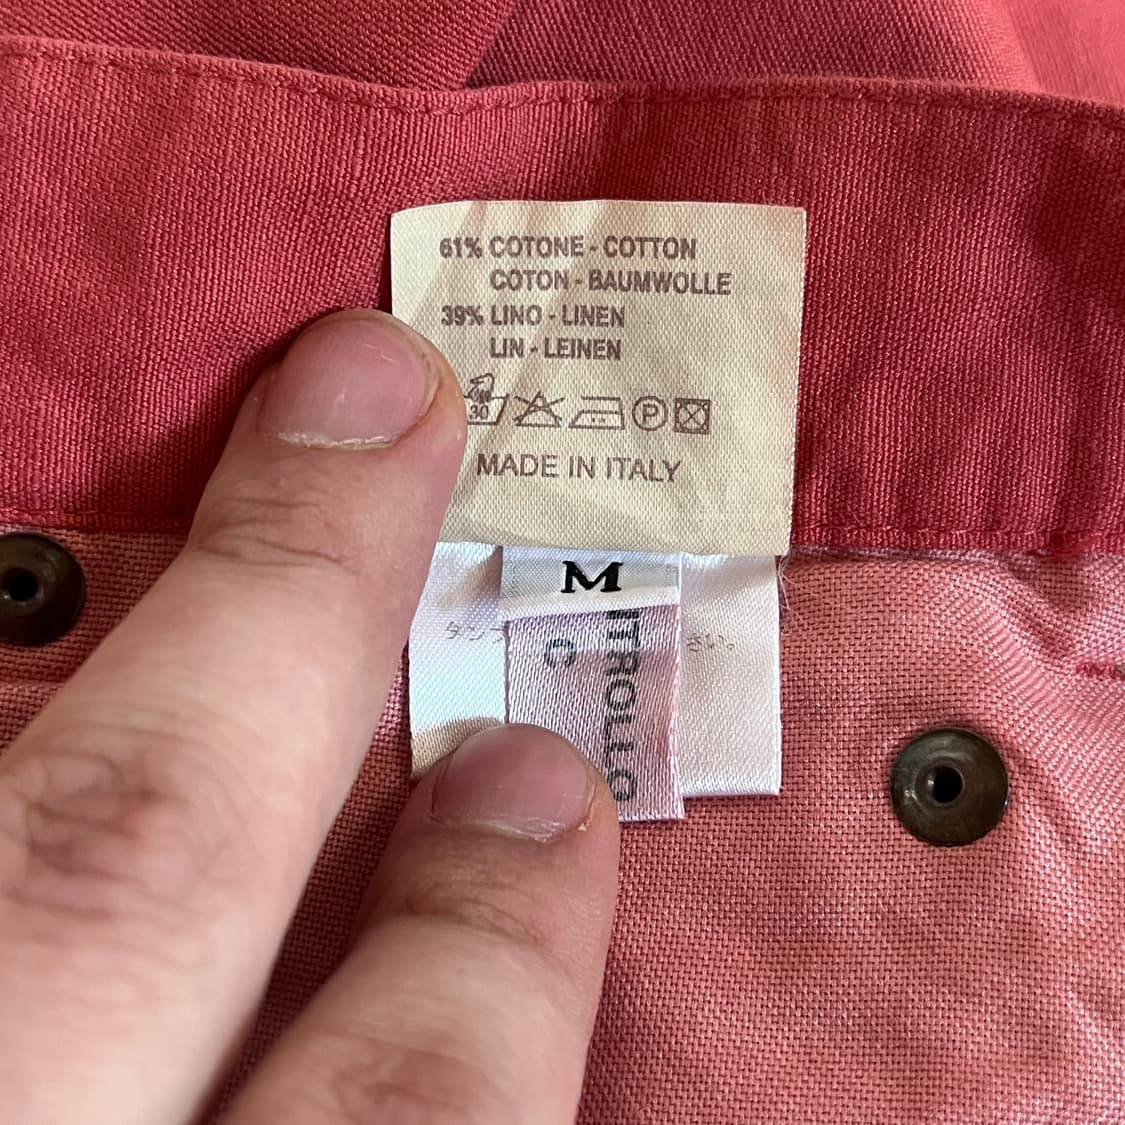 61% COTONE - COTTON
COTON - BAUMWOLLE
39% LINO - LINEN
LIN - LEINEN
30
P
MADE IN ITALY
M